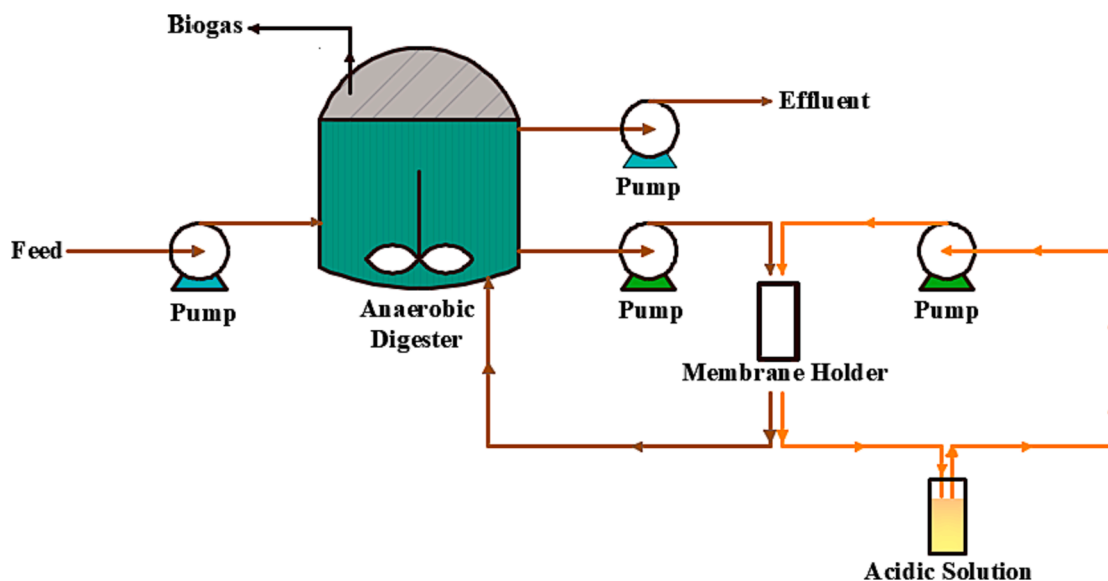 Biogas
Effluent
Pump
Feed
Pump
Anaerobic
Digester
Pump
Pump
Membrane Holder
Acidic Solution